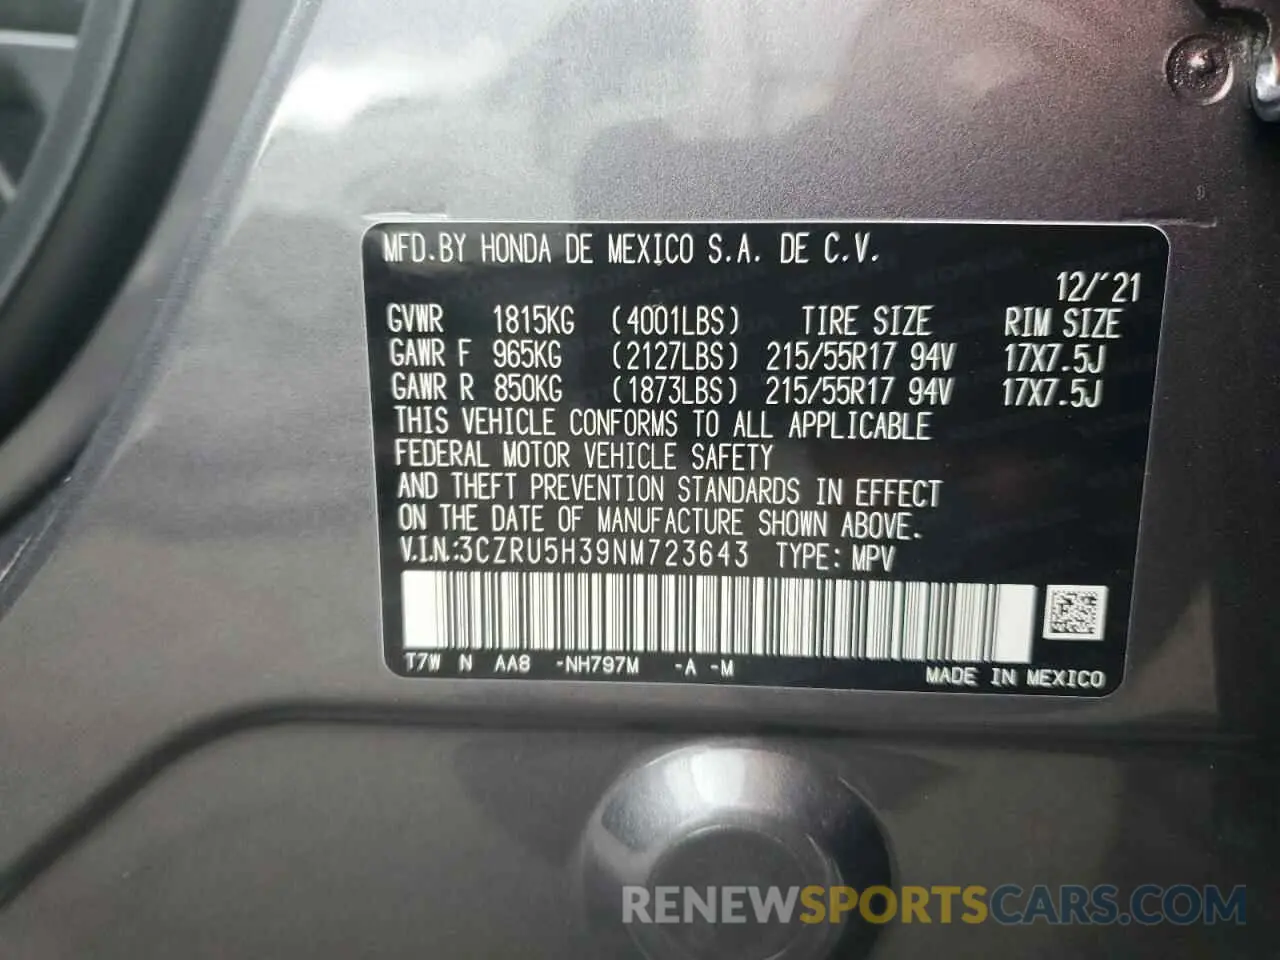 MFD.BY HONDA DE MEXICO S.A. DE C.V.
12/'21
GVWR 1815KG (4001LBS) TIRE SIZE RIM SIZE
GAWR F 965KG (2127LBS) 215/55R17 94V 17X7.5J
GAWR R 850KG (1873LBS) 215/55R17 94V 17X7.5J
THIS VEHICLE CONFORMS TO ALL APPLICABLE
FEDERAL MOTOR VEHICLE SAFETY
AND THEFT PREVENTION STANDARDS IN EFFECT
ON THE DATE OF MANUFACTURE SHOWN ABOVE.
V.I.N.:3CZRU5H39NM723643 TYPE: MPV
T7W N AA8 -NH797M -A -M
MADE IN MEXICO
RENEWSPORTSCARS.COM